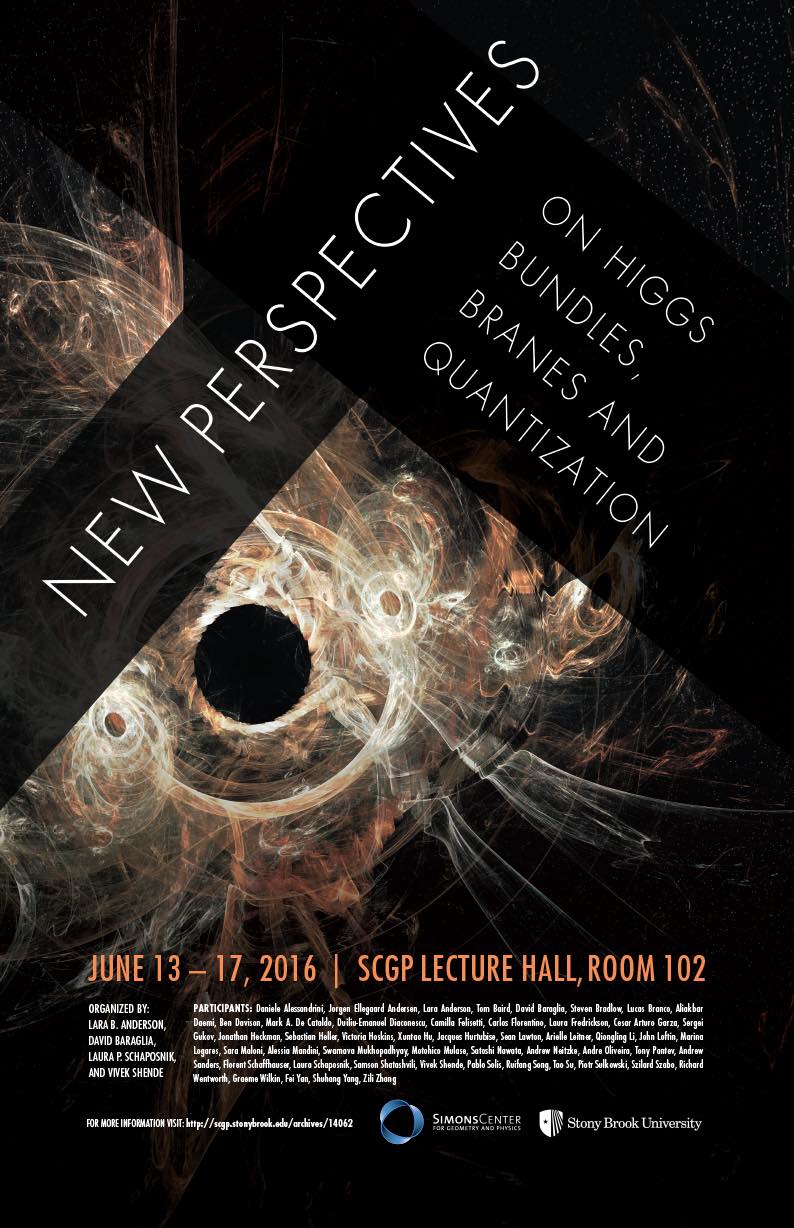 NEW PERSPECTIVES
ON HIGGS
BUNDLES,
BRANES AND
QUANTIZATION
JUNE 13 – 17, 2016 | SCGP LECTURE HALL, ROOM 102
ORGANIZED BY:
LARA B. ANDERSON,
DAVID BARAGLIA,
LAURA P. SCHAPOSNIK,
AND VIVEK SHENDE
PARTICIPANTS: Daniele Alessandrini, Jorgen Ellegaard Andersen, Lara Anderson, Tom Baird, David Baraglia, Steven Bradlow, Lucas Branco, Aliakbar
Daemi, Ben Davison, Mark A. De Cataldo, Duiliu-Emanuel Diaconescu, Camilla Felisetti, Carlos Florentino, Laura Fredrickson, Cesar Arturo Garza, Sergei
Gukov, Jonathan Heckman, Sebastian Heller, Victoria Hoskins, Xuntao Hu, Jacques Hurtubise, Sean Lawton, Arielle Leitner, Qiongling Li, John Loftin, Marina
Logares, Sara Maloni, Alessia Mandini, Swarnava Mukhopadhyay, Motohico Mulase, Satoshi Nawata, Andrew Neitzke, Andre Oliveira, Tony Pantev, Andrew
Sanders, Florent Schaffhauser, Laura Schaposnik, Samson Shatashvili, Vivek Shende, Pablo Solis, Ruifang Song, Tao Su, Piotr Sulkowski, Szilard Szabo, Richard
Wentworth, Graeme Wilkin, Fei Yan, Shuhang Yang, Zili Zhang
FOR MORE INFORMATION VISIT: http://scgp.stonybrook.edu/archives/14062
SIMONS CENTER
FOR GEOMETRY AND PHYSICS
Stony Brook University